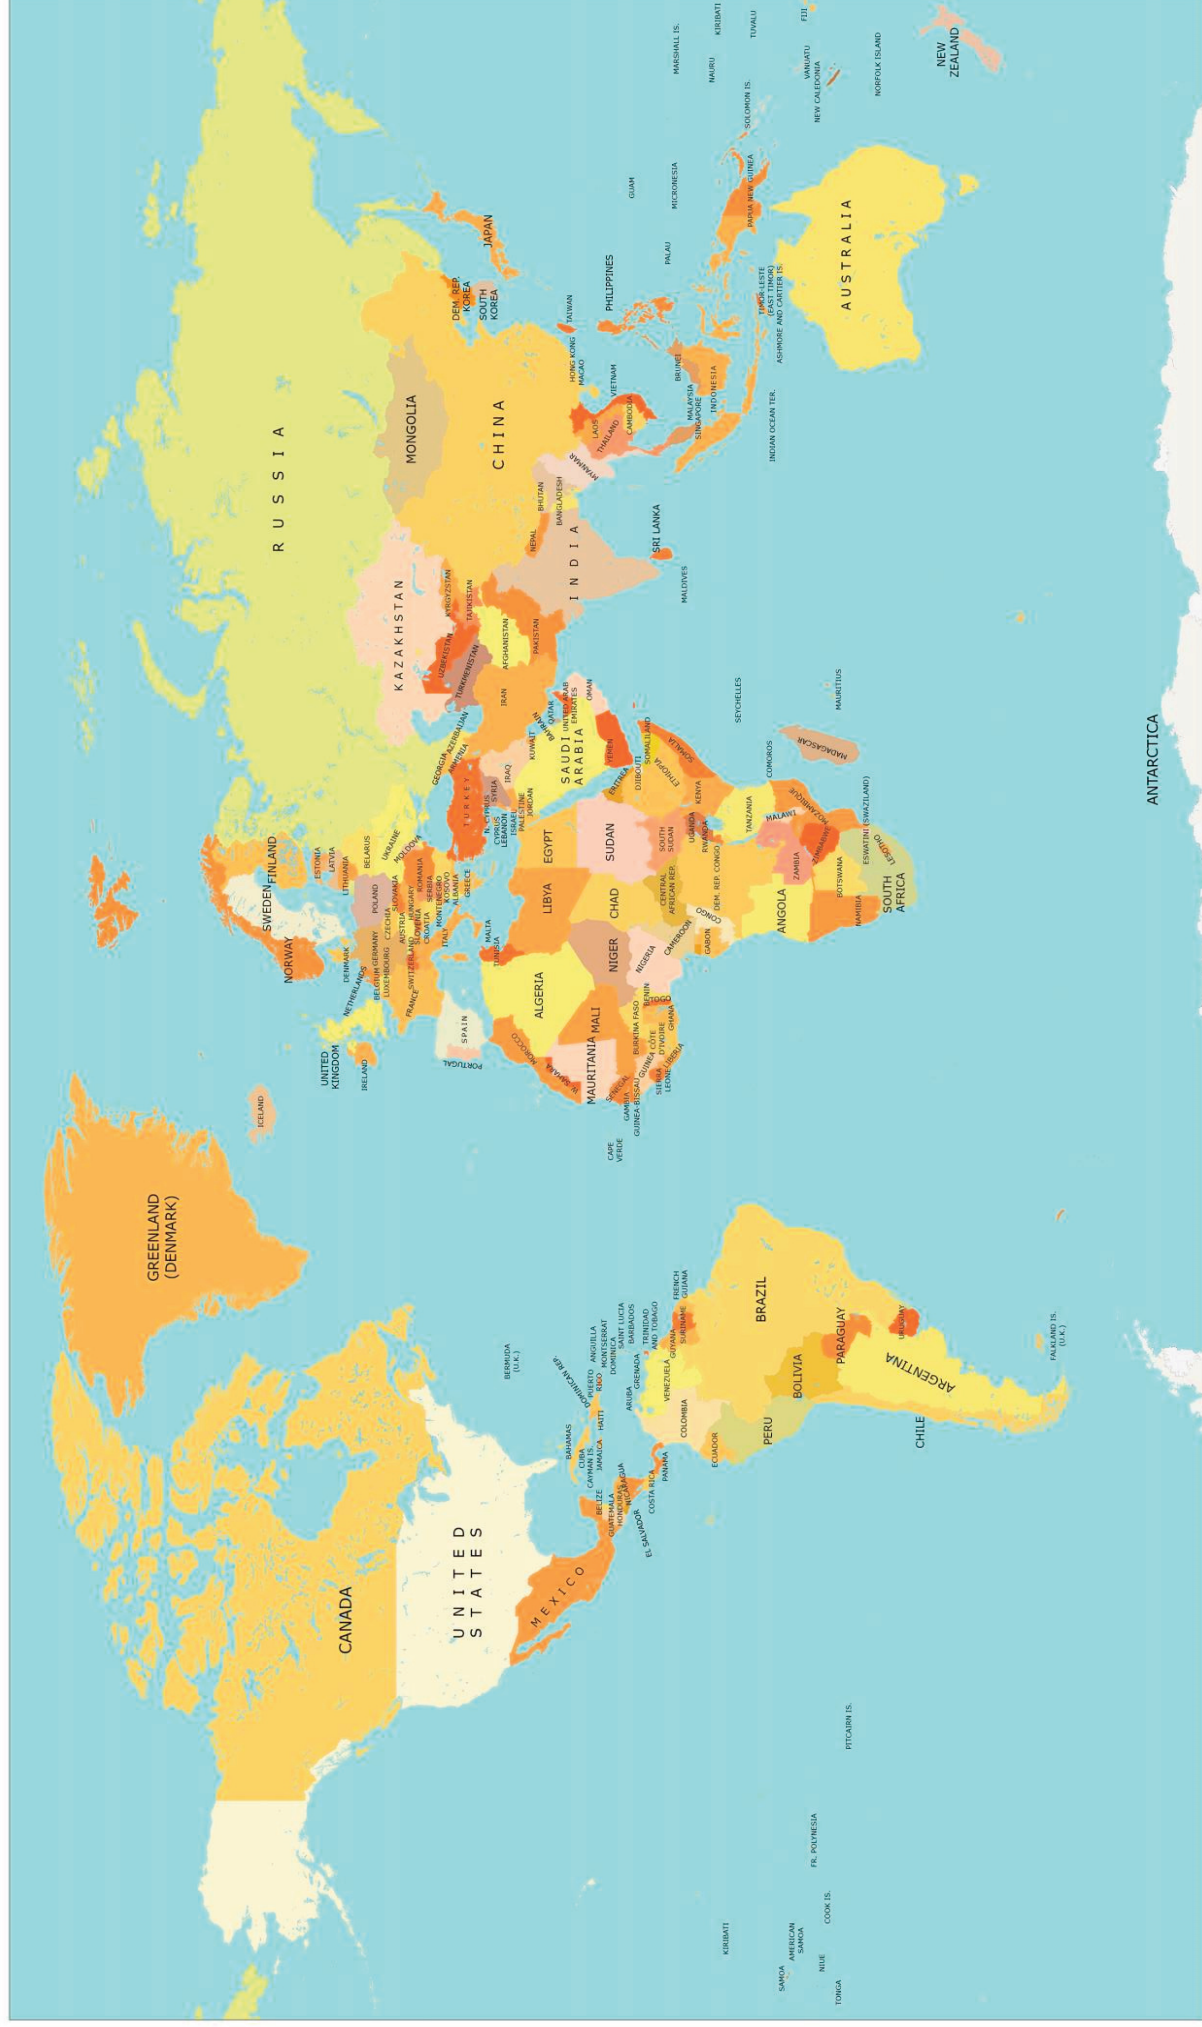 GREENLAND
(DENMARK)
ICELAND
CANADA
UNITED
STATES
MEXICO
BERMUDA
(U.K.)
BAHAMAS
CUBA
CAYMAN IS.
JAMAICA
HAITI
DOMINICAN REP.
PUERTO
RICO
ANGUILLA
MONTSERRAT
DOMINICA
SAINT LUCIA
BARBADOS
GRENADA
TRINIDAD
AND TOBAGO
ARUBA
BELIZE
GUATEMALA
HONDURAS
NICARAGUA
EL SALVADOR
COSTA RICA
PANAMA
VENEZUELA
GUYANA
SURINAME
FRENCH
GUIANA
COLOMBIA
ECUADOR
PERU
BRAZIL
BOLIVIA
PARAGUAY
URUGUAY
ARGENTINA
CHILE
FALKLAND IS.
(U.K.)
PITCAIRN IS.
FR. POLYNESIA
COOK IS.
KIRIBATI
AMERICAN
SAMOA
SAMOA
NIUE
TONGA
NORWAY
SWEDEN
FINLAND
ESTONIA
LATVIA
LITHUANIA
BELARUS
UKRAINE
MOLDOVA
POLAND
DENMARK
NETHERLANDS
BELGIUM
GERMANY
LUXEMBOURG
CZECHIA
SLOVAKIA
AUSTRIA
HUNGARY
SWITZERLAND
SLOVENIA
ROMANIA
CROATIA
SERBIA
MONTENEGRO
KOSOVO
ALBANIA
GREECE
ITALY
MALTA
FRANCE
SPAIN
PORTUGAL
UNITED
KINGDOM
IRELAND
RUSSIA
KAZAKHSTAN
MONGOLIA
CHINA
DEM. REP.
KOREA
SOUTH
KOREA
JAPAN
TAIWAN
HONG KONG
MACAO
UZBEKISTAN
TURKMENISTAN
KYRGYZSTAN
TAJIKISTAN
AFGHANISTAN
PAKISTAN
IRAN
GEORGIA
AZERBAIJAN
ARMENIA
TURKEY
N. CYPRUS
CYPRUS
SYRIA
LEBANON
ISRAEL
PALESTINE
JORDAN
IRAQ
KUWAIT
BAHRAIN
QATAR
UNITED ARAB
EMIRATES
OMAN
SAUDI
ARABIA
YEMEN
NEPAL
BHUTAN
BANGLADESH
INDIA
SRI LANKA
MALDIVES
MYANMAR
LAOS
THAILAND
VIETNAM
CAMBODIA
PHILIPPINES
BRUNEI
MALAYSIA
SINGAPORE
INDONESIA
TIMOR-LESTE
(EAST TIMOR)
ASHMORE AND CARTIER IS.
INDIAN OCEAN TER.
PALAU
GUAM
MICRONESIA
PAPUA NEW GUINEA
MARSHALL IS.
NAURU
KIRIBATI
TUVALU
SOLOMON IS.
FIJI
VANUATU
NEW CALEDONIA
NORFOLK ISLAND
AUSTRALIA
NEW
ZEALAND
MOROCCO
W. SAHARA
ALGERIA
TUNISIA
LIBYA
EGYPT
MAURITANIA
MALI
NIGER
CHAD
SUDAN
ERITREA
DJIBOUTI
SOMALILAND
SOMALIA
ETHIOPIA
SOUTH
SUDAN
CENTRAL
AFRICAN REP.
CAMEROON
NIGERIA
BENIN
TOGO
GHANA
BURKINA FASO
CÔTE
D'IVOIRE
LIBERIA
SIERRA
LEONE
GUINEA
GUINEA-BISSAU
GAMBIA
SENEGAL
CAPE
VERDE
GABON
CONGO
DEM. REP. CONGO
UGANDA
RWANDA
KENYA
TANZANIA
ANGOLA
ZAMBIA
MALAWI
MOZAMBIQUE
ZIMBABWE
BOTSWANA
NAMIBIA
SOUTH
AFRICA
LESOTHO
ESWATINI (SWAZILAND)
COMOROS
MADAGASCAR
SEYCHELLES
MAURITIUS
ANTARCTICA